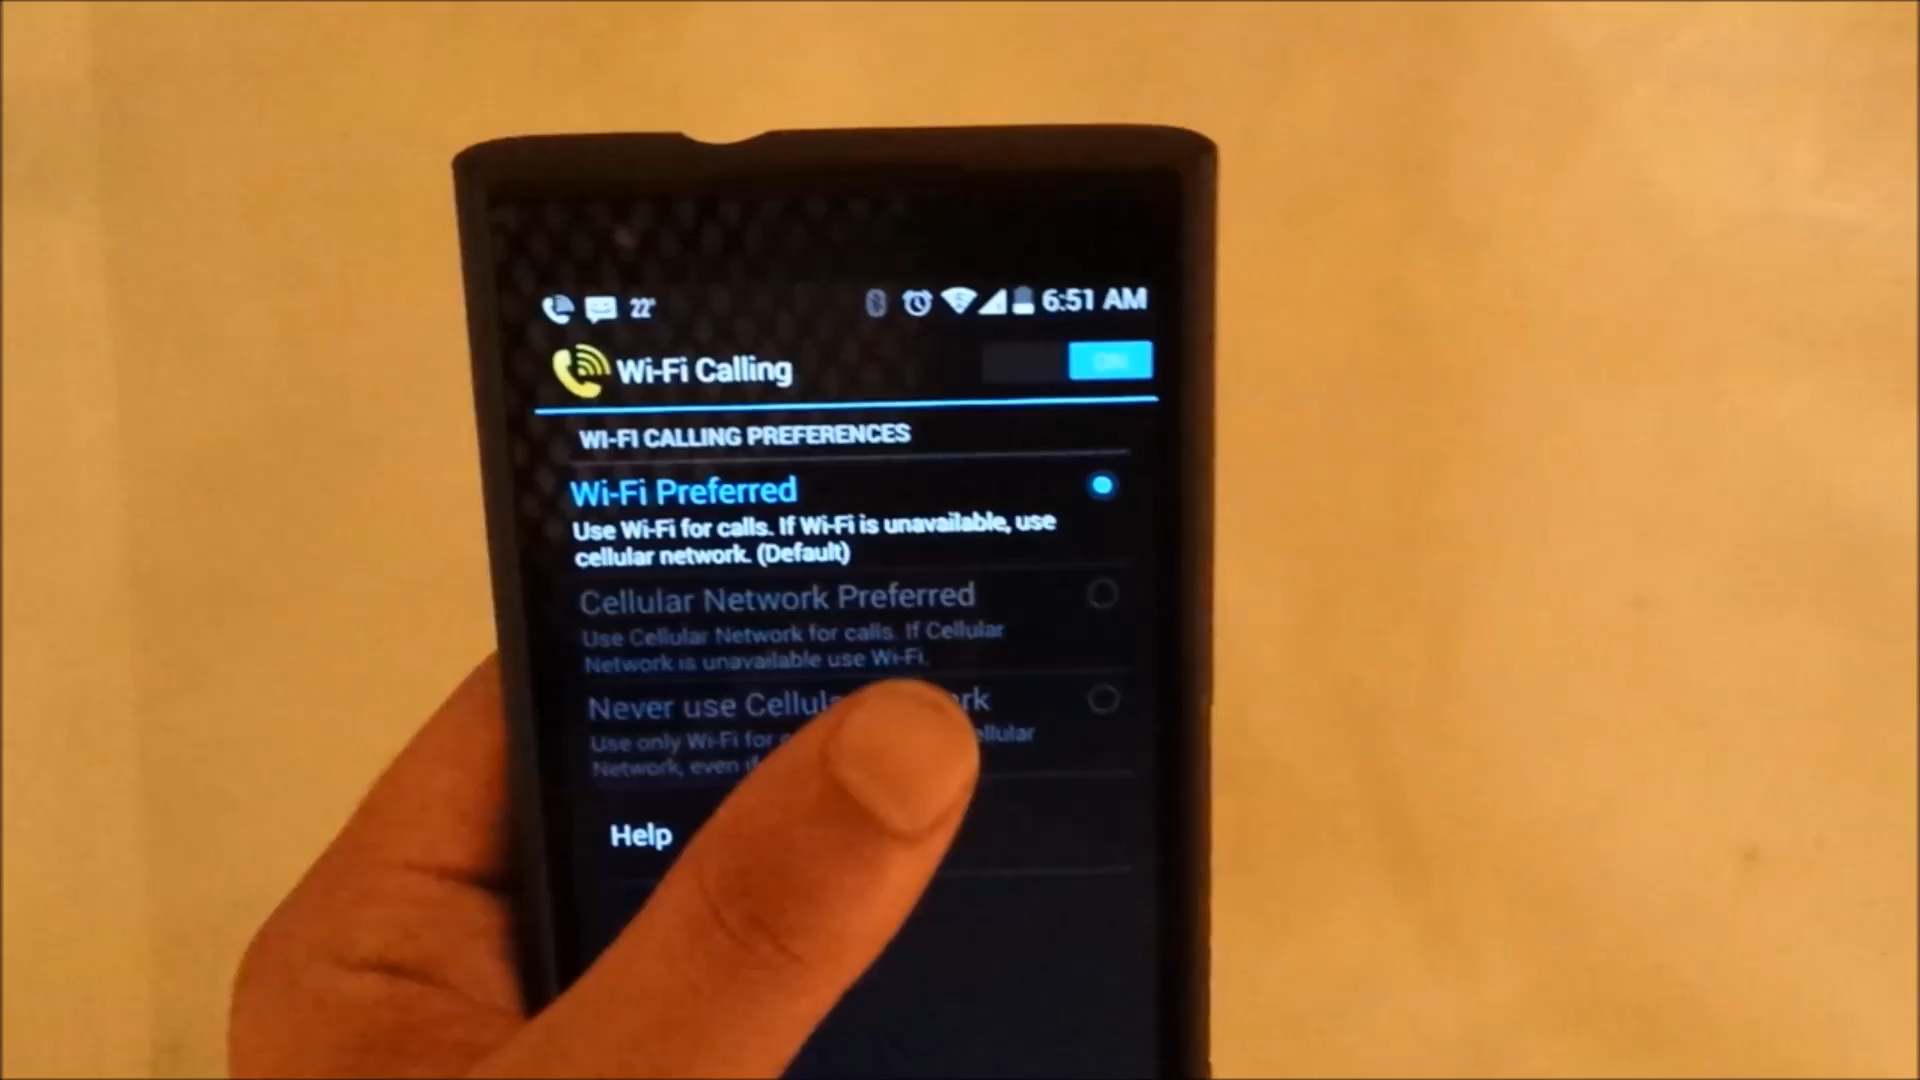 22° 6:51 AM
Wi-Fi Calling ON
WI-FI CALLING PREFERENCES
Wi-Fi Preferred
Use Wi-Fi for calls. If Wi-Fi is unavailable, use
cellular network. (Default)
Cellular Network Preferred
Use Cellular Network for calls. If Cellular
Network is unavailable use Wi-Fi.
Never use
Use only Wi-Fi for
Network, even
Help